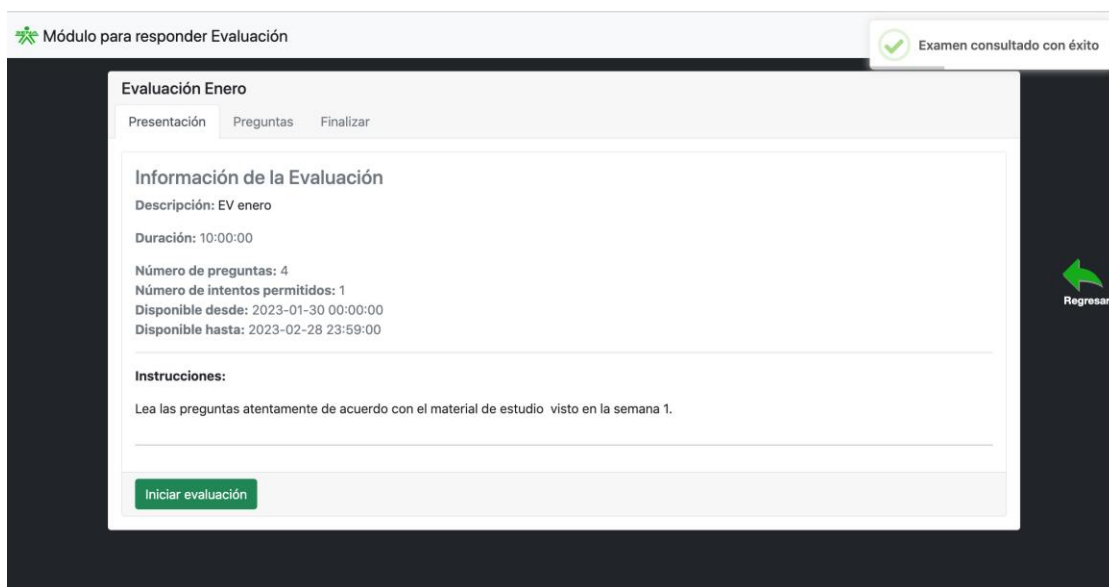 Módulo para responder Evaluación
Examen consultado con éxito
Evaluación Enero
Presentación Preguntas Finalizar
Información de la Evaluación
Descripción: EV enero
Duración: 10:00:00
Número de preguntas: 4
Número de intentos permitidos: 1
Disponible desde: 2023-01-30 00:00:00
Disponible hasta: 2023-02-28 23:59:00
Regresar
Instrucciones:
Lea las preguntas atentamente de acuerdo con el material de estudio visto en la semana 1.
Iniciar evaluación